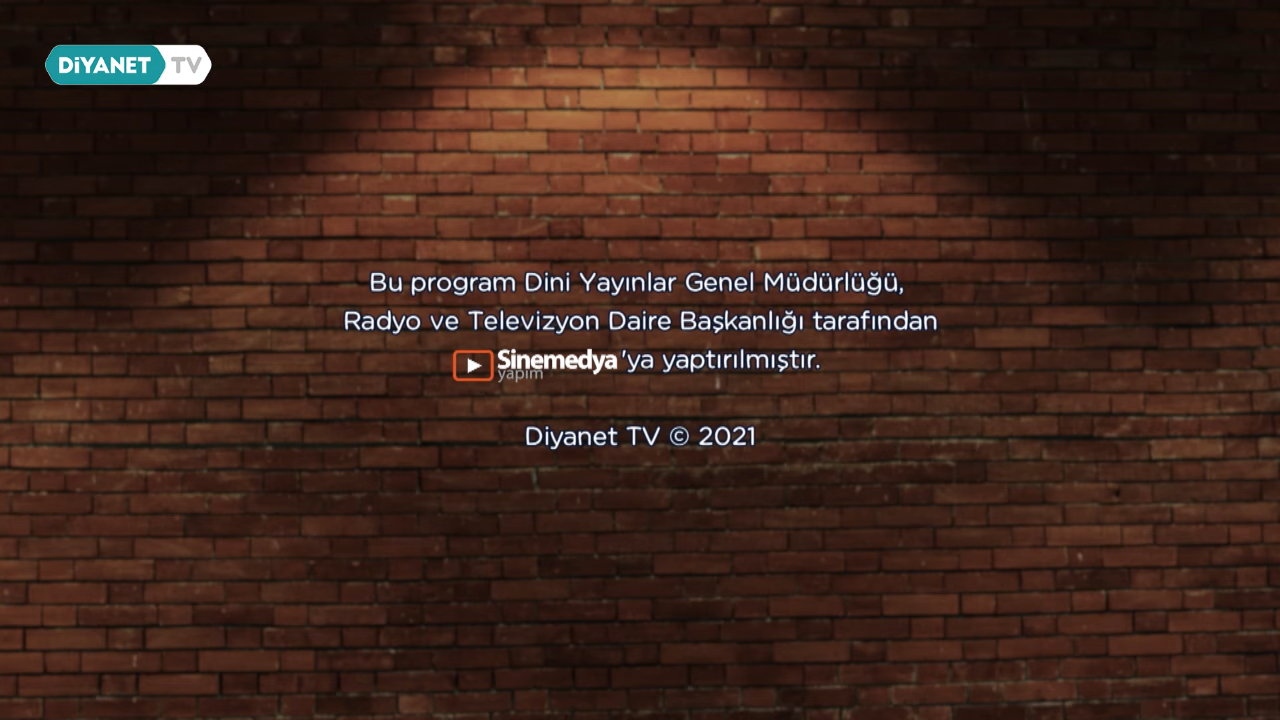 DİYANET TV
Bu program Dini Yayınlar Genel Müdürlüğü,
Radyo ve Televizyon Daire Başkanlığı tarafından
Sinemedya 'ya yaptırılmıştır.
yapım
Diyanet TV © 2021